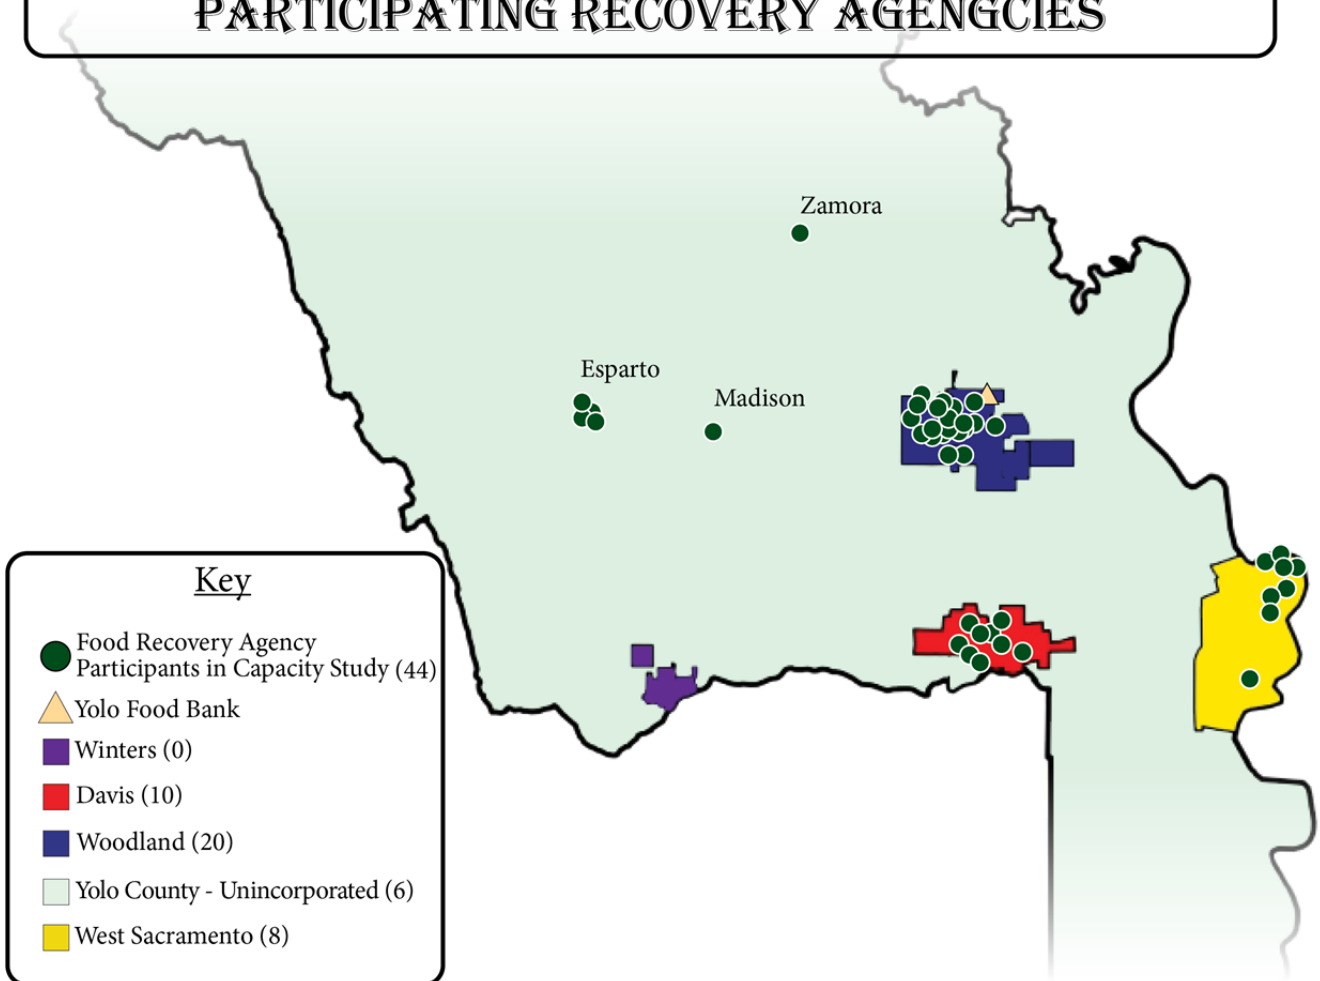 PARTICIPATING RECOVERY AGENGCIES
Zamora
Esparto
Madison
Key
Food Recovery Agency
Participants in Capacity Study (44)
Yolo Food Bank
Winters (0)
Davis (10)
Woodland (20)
Yolo County - Unincorporated (6)
West Sacramento (8)